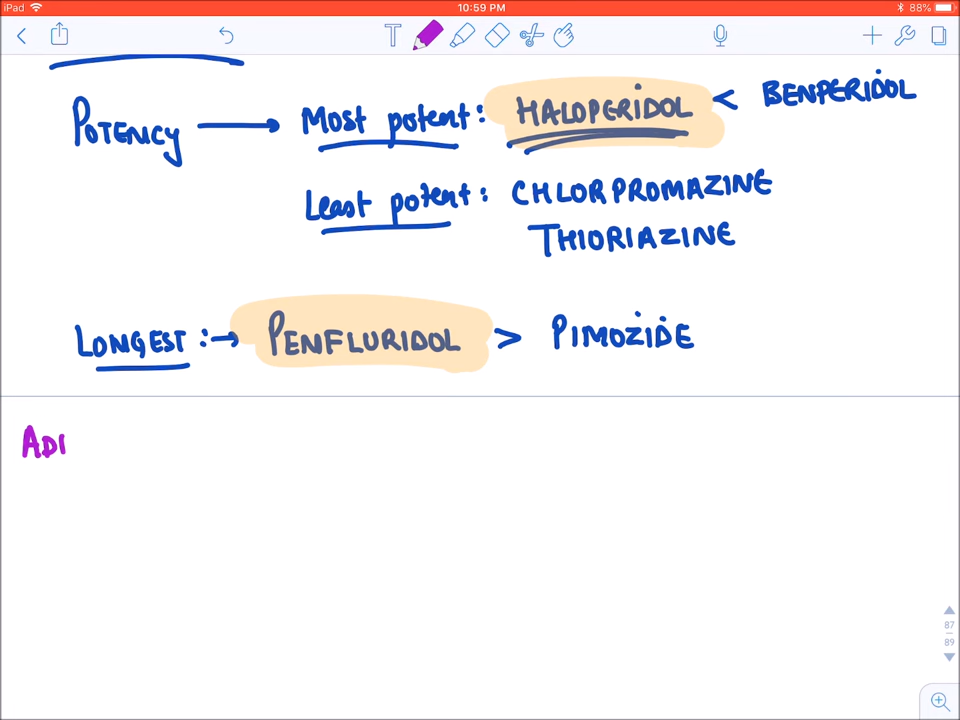 iPad 10:59 PM 88%
T
POTENCY → Most potent: HALOPERIDOL < BENPERIDOL
Least potent: CHLORPROMAZINE
THIORIAZINE
LONGEST :→ PENFLURIDOL > PIMOZIDE
ADI
87
89